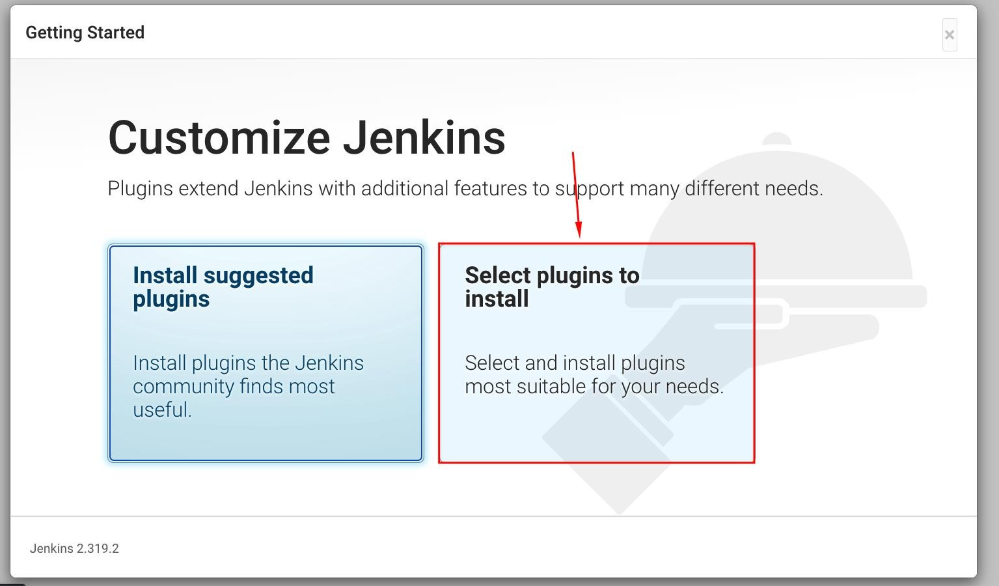 Getting Started
×
Customize Jenkins
Plugins extend Jenkins with additional features to support many different needs.
Install suggested
plugins
Install plugins the Jenkins
community finds most
useful.
Select plugins to
install
Select and install plugins
most suitable for your needs.
Jenkins 2.319.2